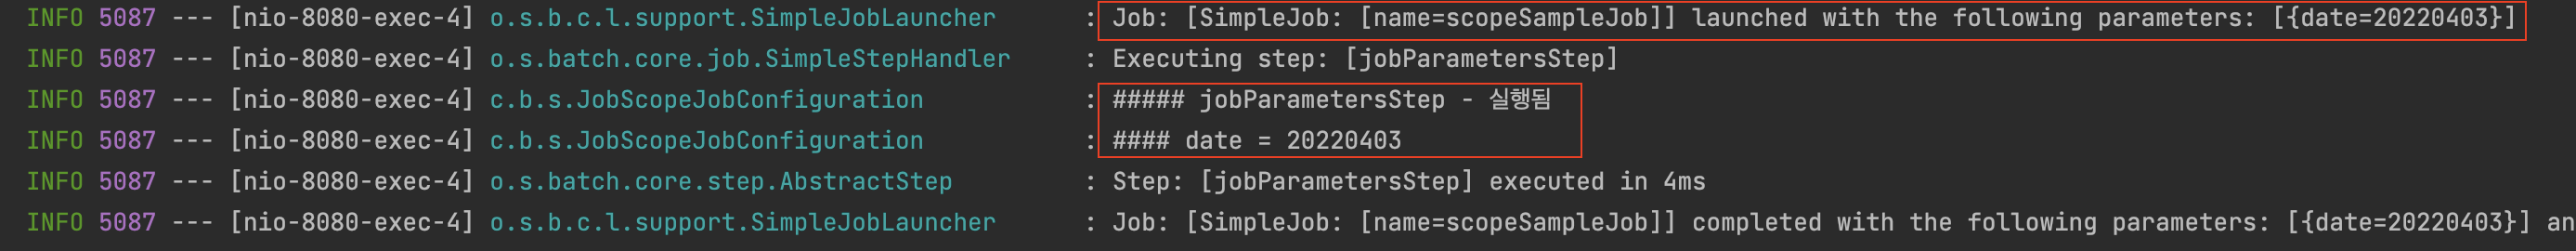 INFO 5087 --- [nio-8080-exec-4] o.s.b.c.l.support.SimpleJobLauncher : Job: [SimpleJob: [name=scopeSampleJob]] launched with the following parameters: [{date=20220403}]
INFO 5087 --- [nio-8080-exec-4] o.s.batch.core.job.SimpleStepHandler : Executing step: [jobParametersStep]
INFO 5087 --- [nio-8080-exec-4] c.b.s.JobScopeJobConfiguration : ##### jobParametersStep - 실행됨
INFO 5087 --- [nio-8080-exec-4] c.b.s.JobScopeJobConfiguration : #### date = 20220403
INFO 5087 --- [nio-8080-exec-4] o.s.batch.core.step.AbstractStep : Step: [jobParametersStep] executed in 4ms
INFO 5087 --- [nio-8080-exec-4] o.s.b.c.l.support.SimpleJobLauncher : Job: [SimpleJob: [name=scopeSampleJob]] completed with the following parameters: [{date=20220403}] an